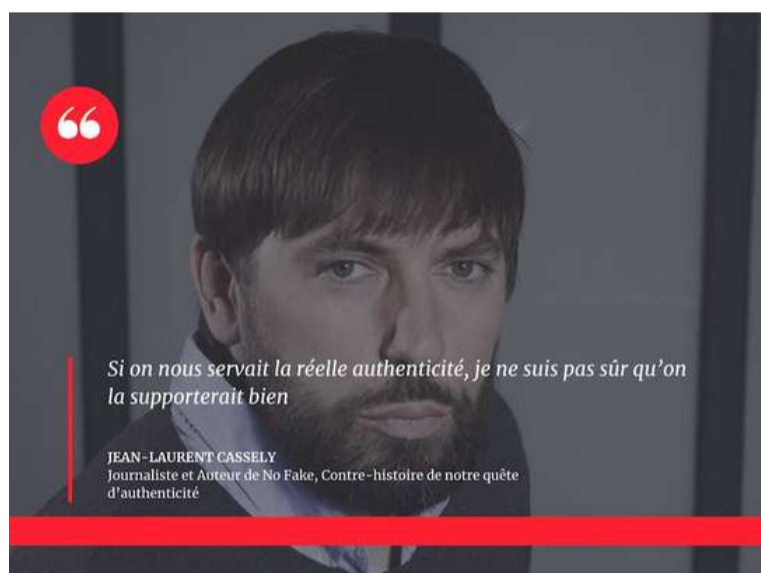 “
Si on nous servait la réelle authenticité, je ne suis pas sûr qu’on
la supporterait bien
JEAN-LAURENT CASSELY
Journaliste et Auteur de No Fake, Contre-histoire de notre quête
d’authenticité